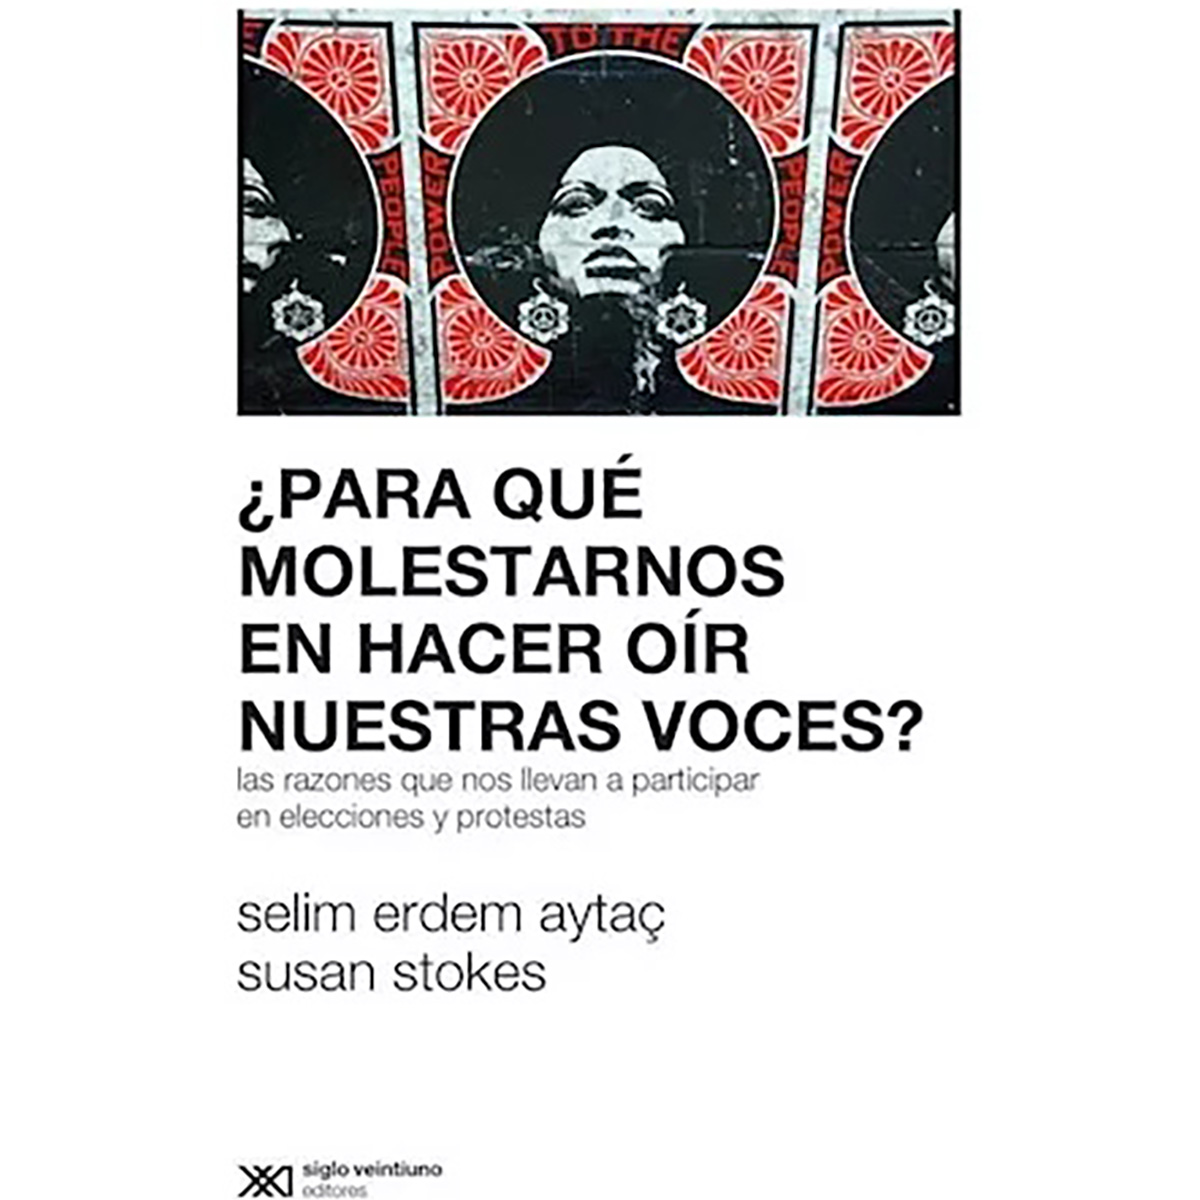 TO THE
PEOPLE
POWER
PEOPLE
POWER
¿PARA QUÉ
MOLESTARNOS
EN HACER OÍR
NUESTRAS VOCES?
las razones que nos llevan a participar
en elecciones y protestas
selim erdem aytaç
susan stokes
siglo veintiuno
editores